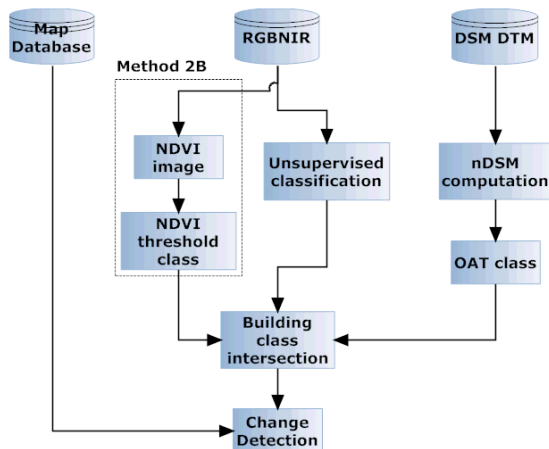 Map
Database
RGBNIR
DSM DTM
Method 2B
NDVI
image
Unsupervised
classification
nDSM
computation
NDVI
threshold
class
OAT class
Building
class
intersection
Change
Detection